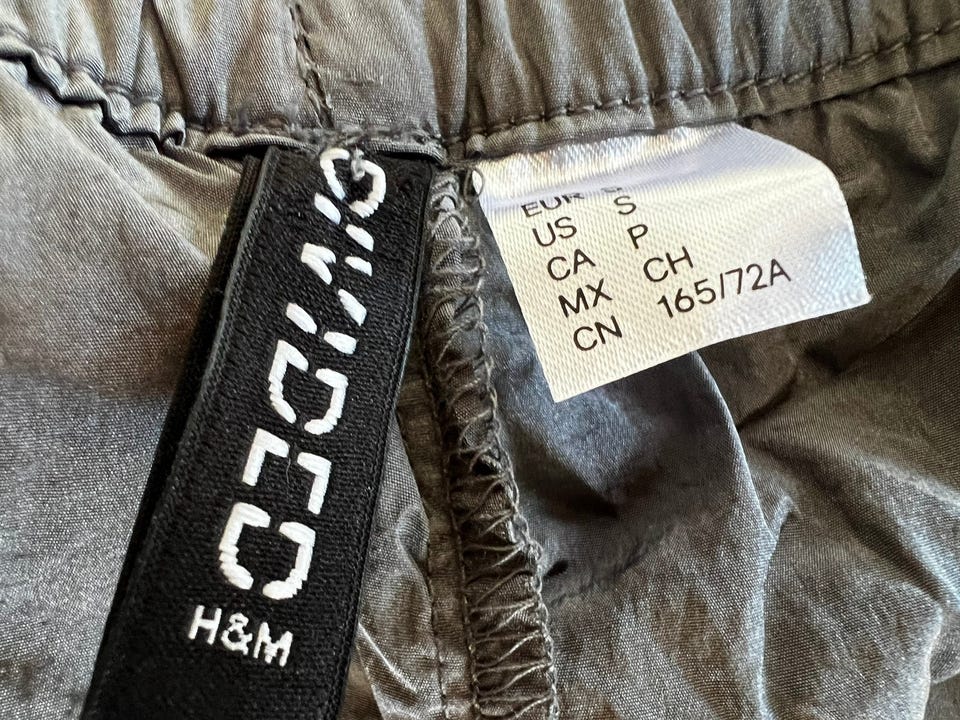 DIVIDED
H&M
EUR S
US S
CA P
MX CH
CN 165/72A